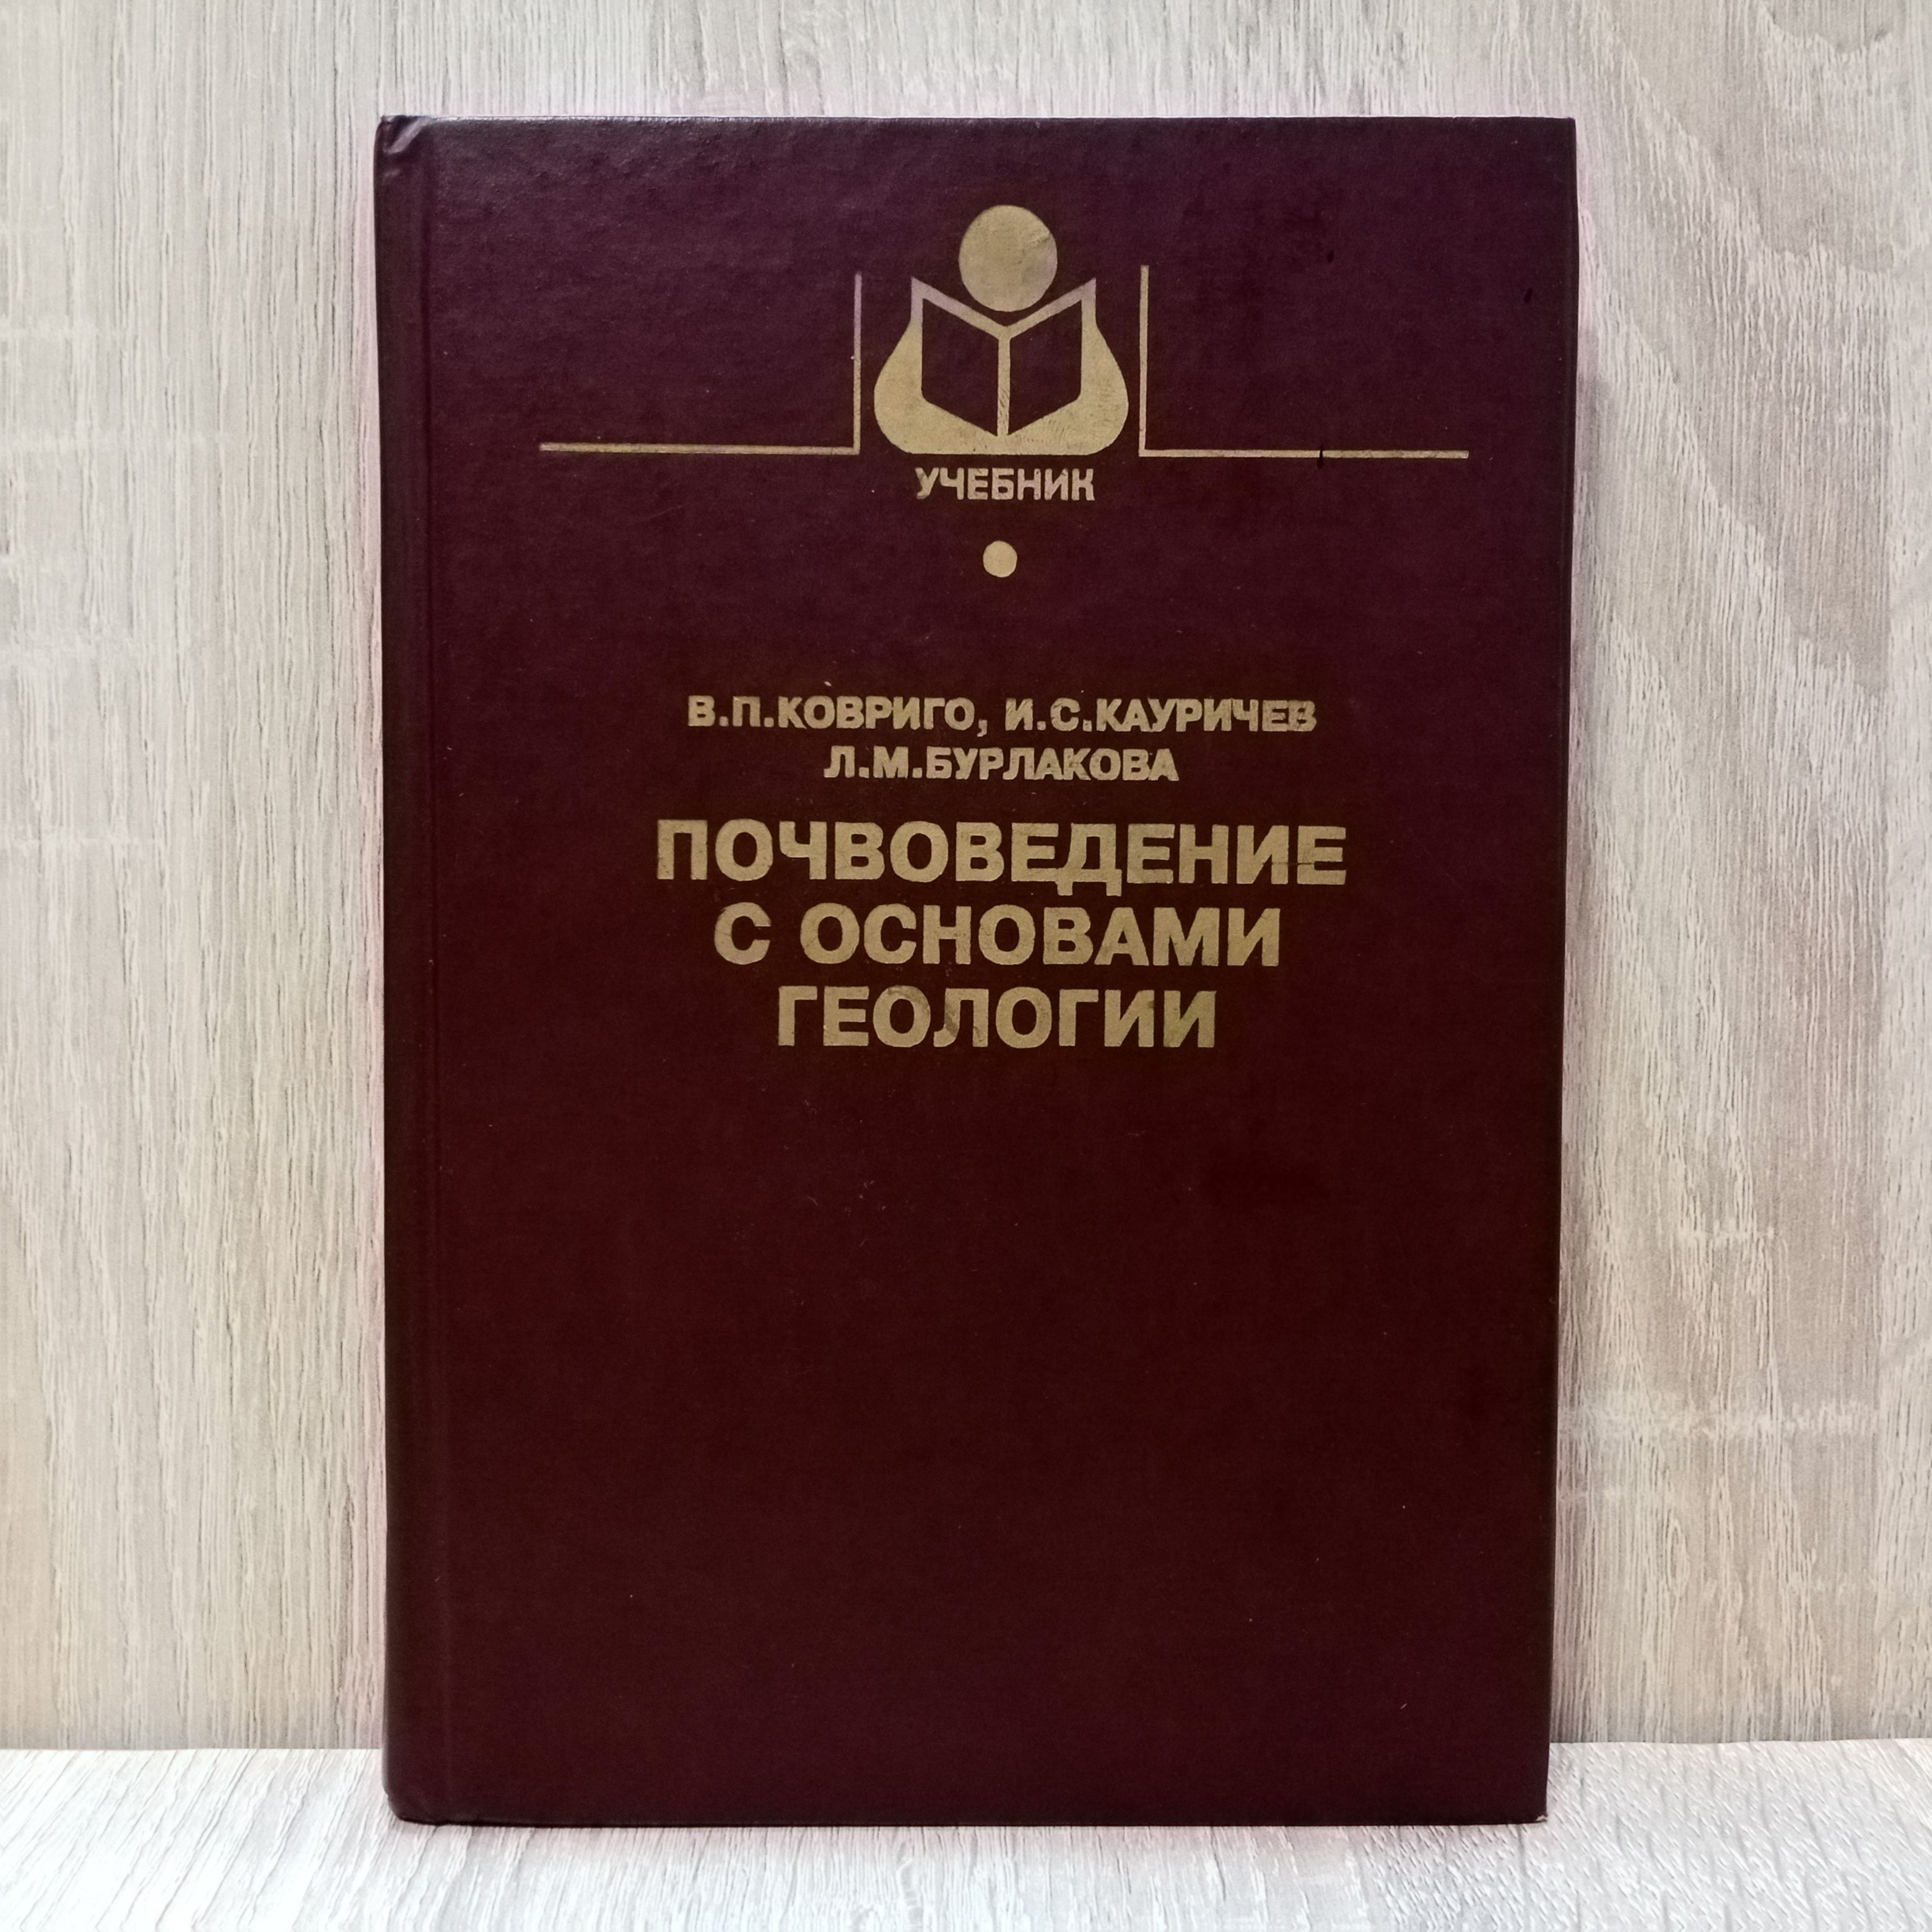 УЧЕБНИК
В.П.КОВРИГО, И.С.КАУРИЧЕВ
Л.М.БУРЛАКОВА
ПОЧВОВЕДЕНИЕ
С ОСНОВАМИ
ГЕОЛОГИИ